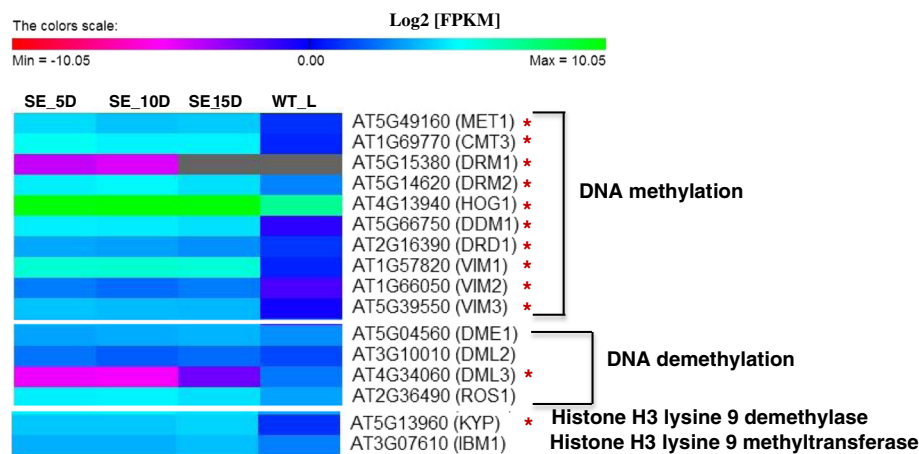 Log2 [FPKM]
The colors scale:
Min = -10.05 0.00 Max = 10.05
SE_5D SE_10D SE_15D WT_L
AT5G49160 (MET1) *
AT1G69770 (CMT3) *
AT5G15380 (DRM1) *
AT5G14620 (DRM2) *
AT4G13940 (HOG1) *
AT5G66750 (DDM1) *
AT2G16390 (DRD1) *
AT1G57820 (VIM1) *
AT1G66050 (VIM2) *
AT5G39550 (VIM3) *
DNA methylation
AT5G04560 (DME1)
AT3G10010 (DML2)
AT4G34060 (DML3) *
AT2G36490 (ROS1)
DNA demethylation
AT5G13960 (KYP) * Histone H3 lysine 9 demethylase
AT3G07610 (IBM1) Histone H3 lysine 9 methyltransferase